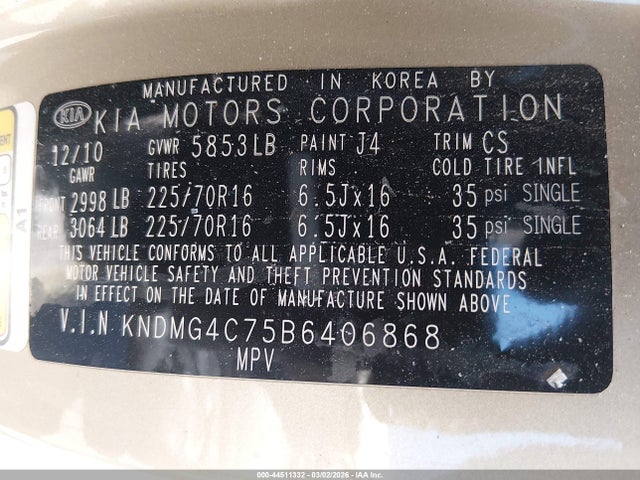 MANUFACTURED IN KOREA BY
KIA KIA MOTORS CORPORATION
12/10 GVWR 5853LB PAINT J4 TRIM CS
GAWR TIRES RIMS COLD TIRE INFL
FRONT 2998 LB 225/70R16 6.5Jx16 35 psi SINGLE
REAR 3064 LB 225/70R16 6.5Jx16 35 psi SINGLE
THIS VEHICLE CONFORMS TO ALL APPLICABLE U.S.A. FEDERAL
MOTOR VEHICLE SAFETY AND THEFT PREVENTION STANDARDS
IN EFFECT ON THE DATE OF MANUFACTURE SHOWN ABOVE
V.I.N KNDMG4C75B6406868
MPV
A1
000-44511332 - 03/02/2026 - IAA Inc.